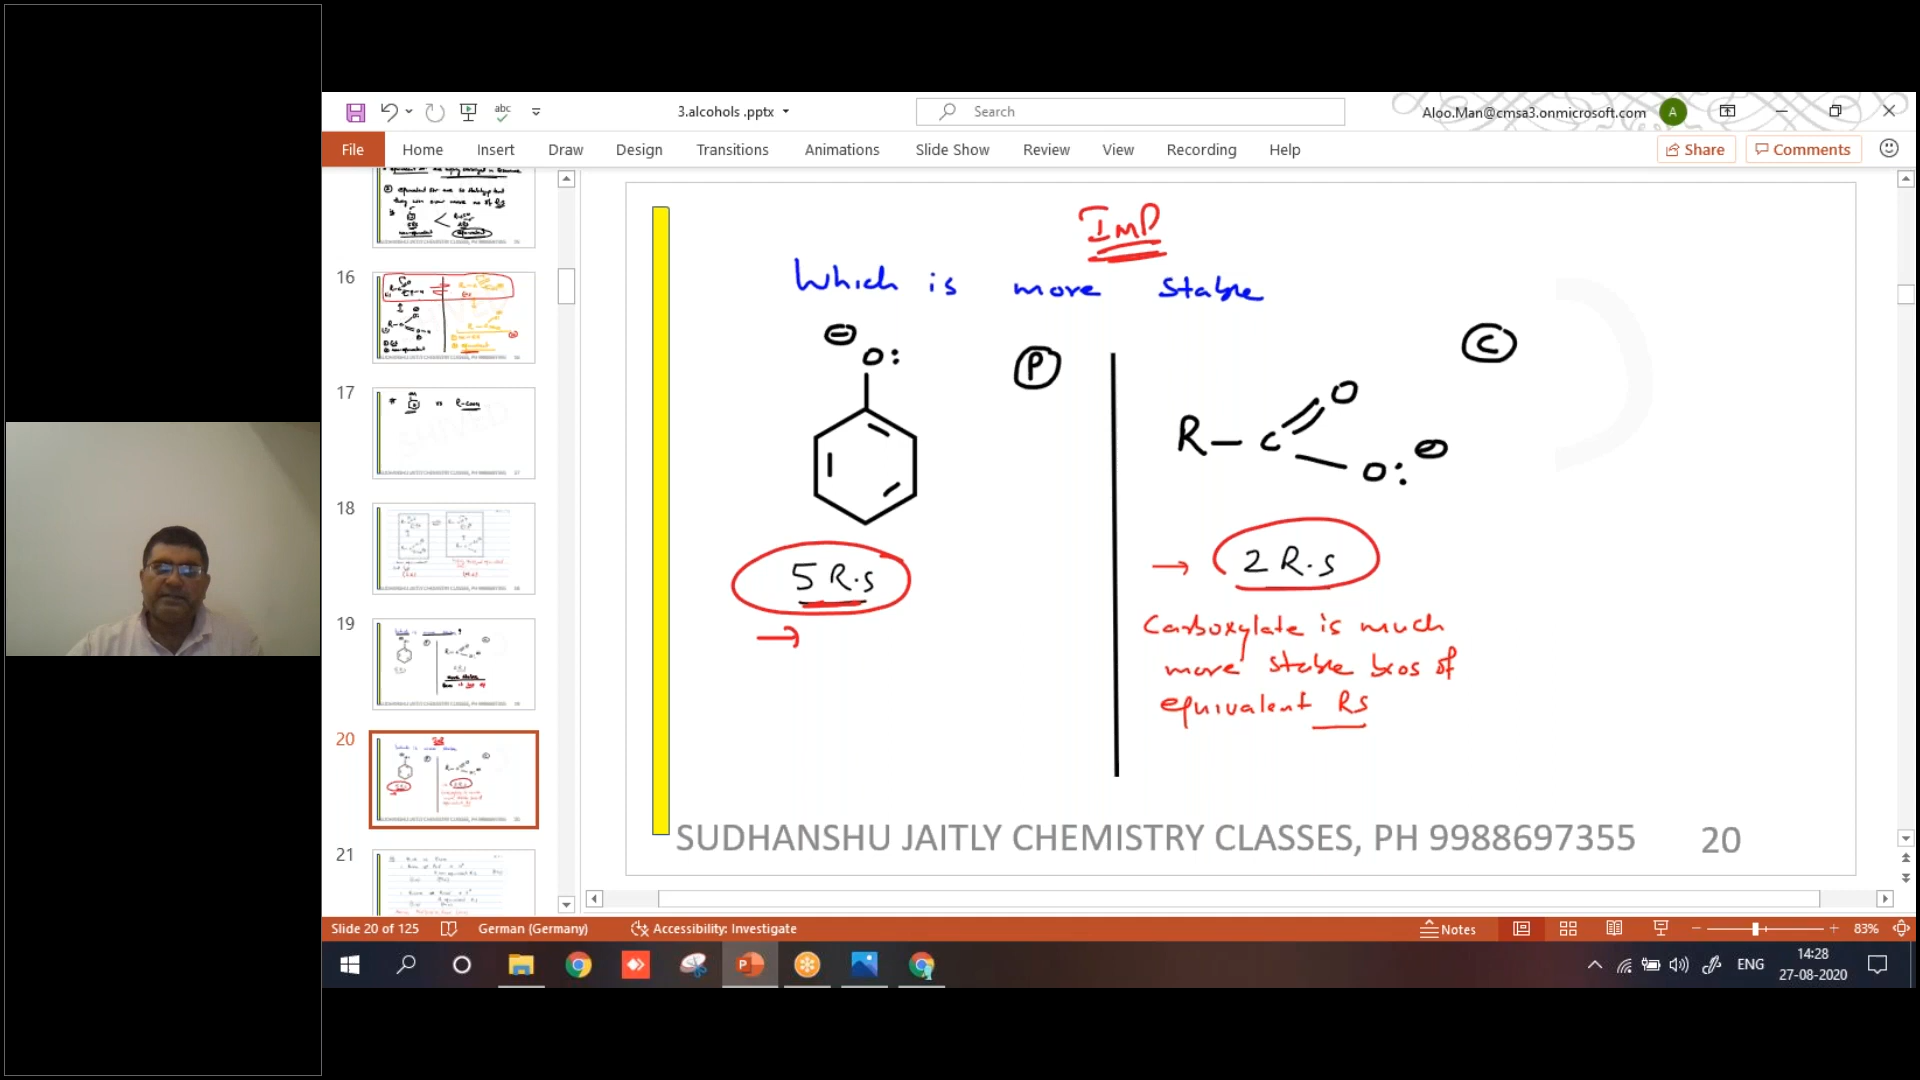 abc
3.alcohols .pptx
Search
Aloo.Man@cmsa3.onmicrosoft.com
A
File Home Insert Draw Design Transitions Animations Slide Show Review View Recording Help
Share Comments
16
17
18
19
20
21
Imp
Which is more stable
⊖
O:
P
C
R - C = O
O: ⊖
5 R.S
→
→ 2 R.S
Carboxylate is much
more stable bcos of
equivalent RS
SUDHANSHU JAITLY CHEMISTRY CLASSES, PH 9988697355 20
Slide 20 of 125 German (Germany) Accessibility: Investigate Notes 83%
ENG 14:28
27-08-2020